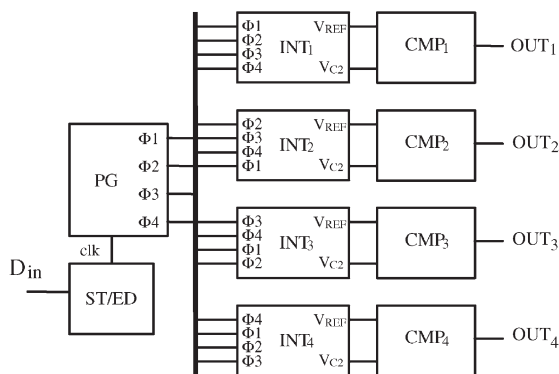 Φ1
Φ2
Φ3
Φ4
INT1
VREF
VC2
CMP1
OUT1
Φ2
Φ3
Φ4
Φ1
INT2
VREF
VC2
CMP2
OUT2
PG
Φ1
Φ2
Φ3
Φ4
Φ3
Φ4
Φ1
Φ2
INT3
VREF
VC2
CMP3
OUT3
clk
Din
ST/ED
Φ4
Φ1
Φ2
Φ3
INT4
VREF
VC2
CMP4
OUT4